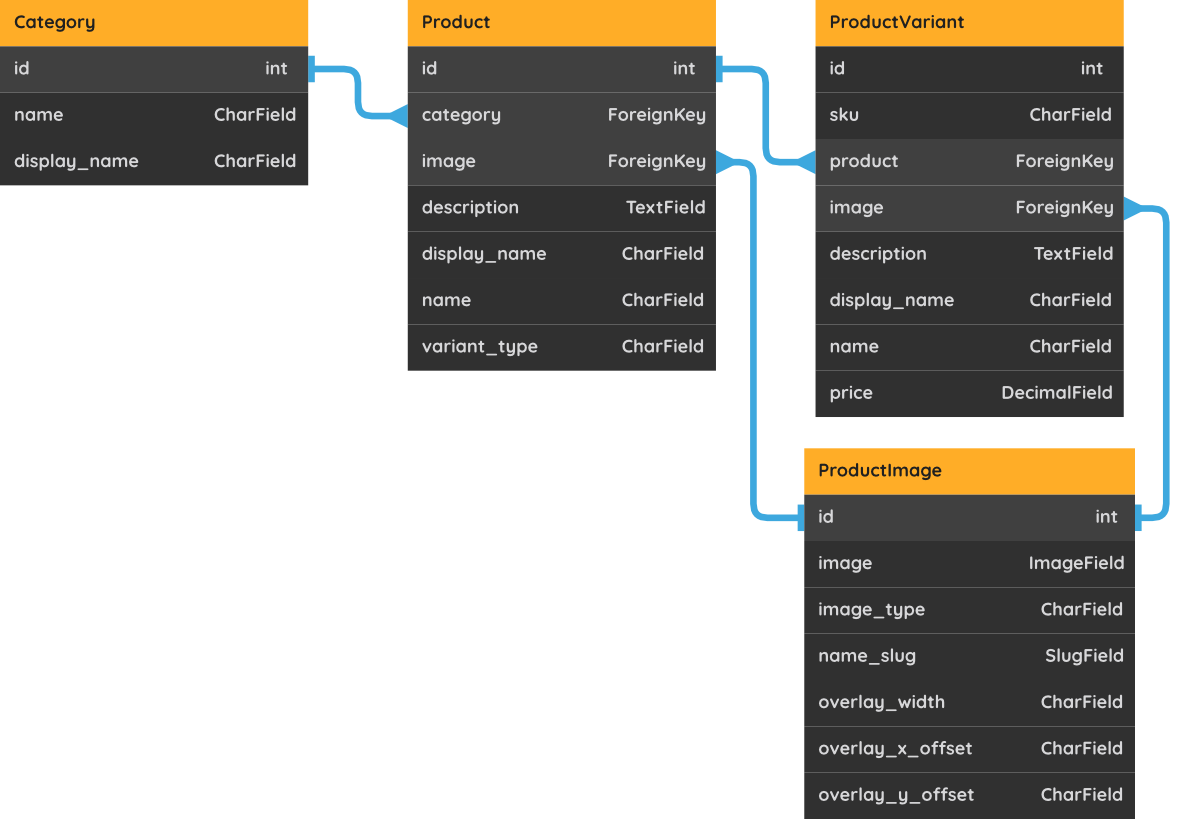 Category
id int
name CharField
display_name CharField
Product
id int
category ForeignKey
image ForeignKey
description TextField
display_name CharField
name CharField
variant_type CharField
ProductVariant
id int
sku CharField
product ForeignKey
image ForeignKey
description TextField
display_name CharField
name CharField
price DecimalField
ProductImage
id int
image ImageField
image_type CharField
name_slug SlugField
overlay_width CharField
overlay_x_offset CharField
overlay_y_offset CharField